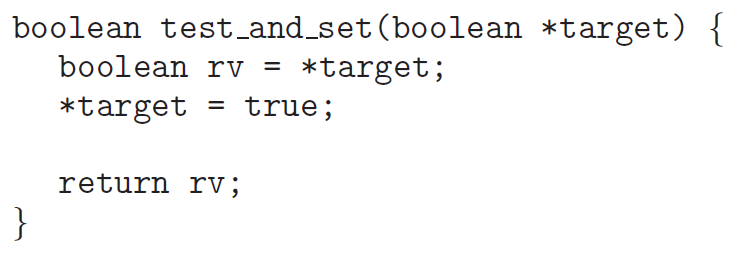 boolean test_and_set(boolean *target) {
boolean rv = *target;
*target = true;
return rv;
}